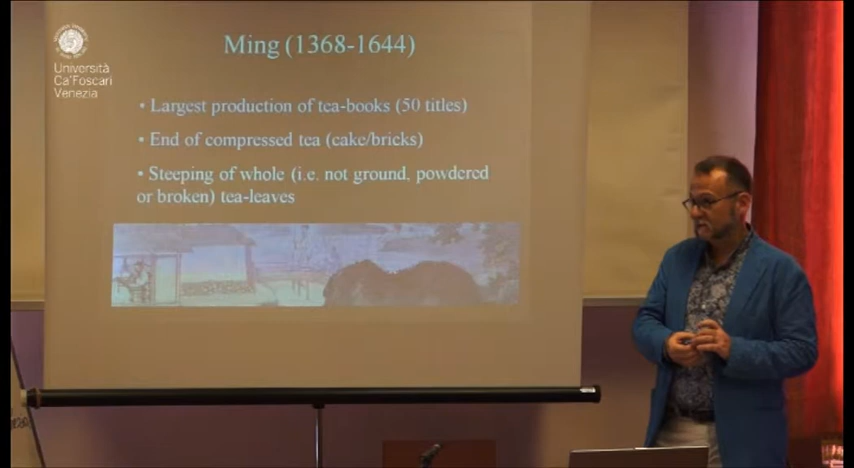 Università
Ca'Foscari
Venezia
Ming (1368-1644)
• Largest production of tea-books (50 titles)
• End of compressed tea (cake/bricks)
• Steeping of whole (i.e. not ground, powdered
or broken) tea-leaves